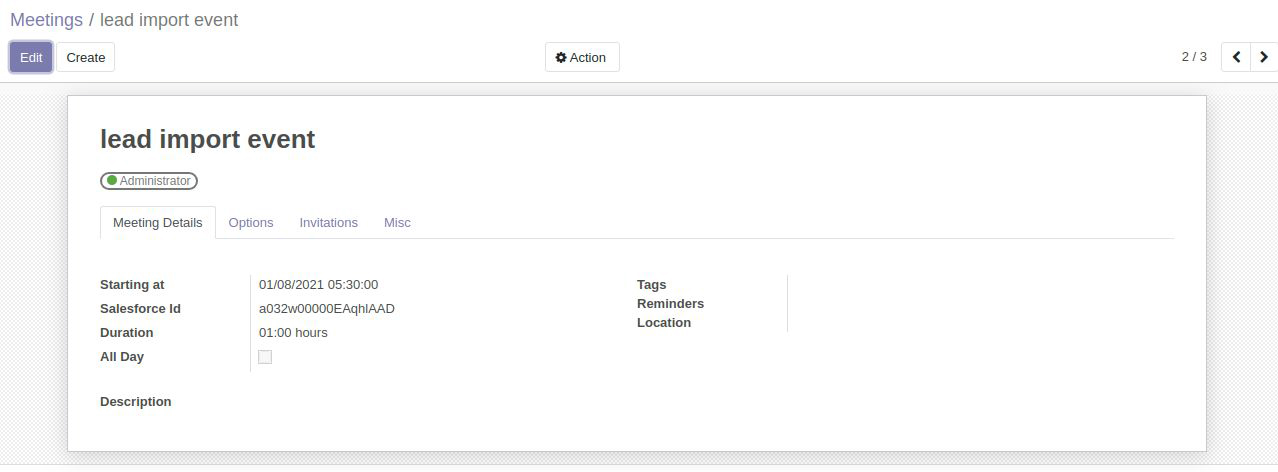 Meetings / lead import event
Edit Create Action 2 / 3
lead import event
Administrator
Meeting Details Options Invitations Misc
Starting at 01/08/2021 05:30:00
Salesforce Id a032w00000EAqhlAAD
Duration 01:00 hours
All Day
Tags
Reminders
Location
Description